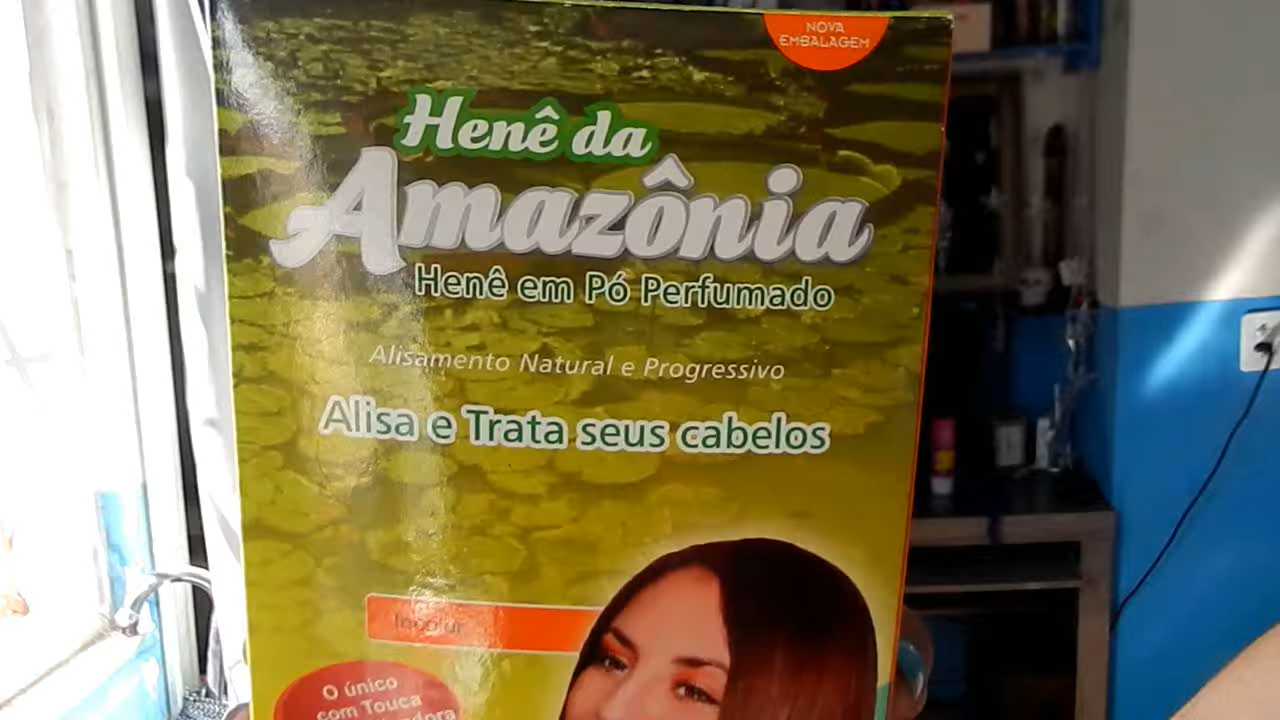 NOVA
EMBALAGEM
Henê da
Amazônia
Henê em Pó Perfumado
Alisamento Natural e Progressivo
Alisa e Trata seus cabelos
Incolor
O único
com Touca